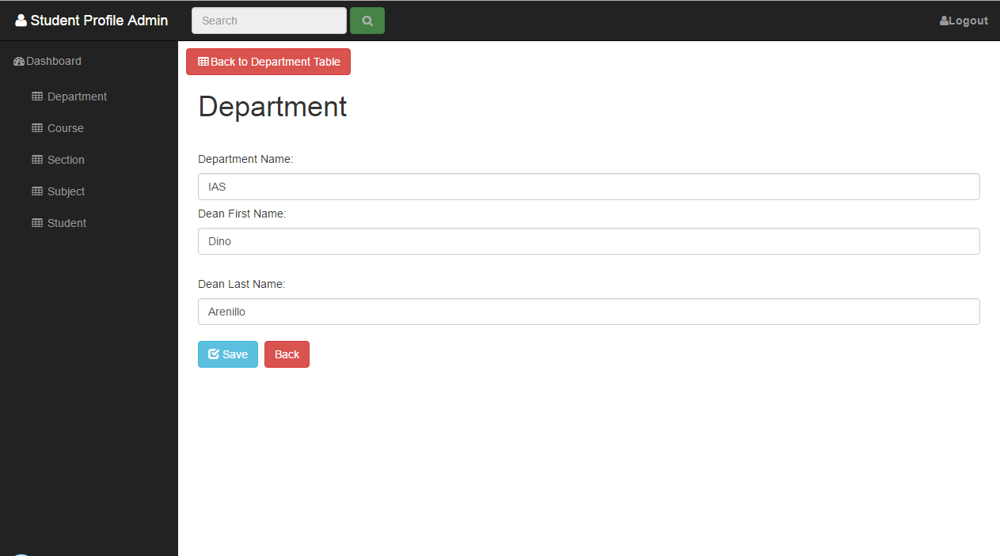 Student Profile Admin
Search
Logout
Dashboard
Department
Course
Section
Subject
Student
Back to Department Table
Department
Department Name:
IAS
Dean First Name:
Dino
Dean Last Name:
Arenillo
Save
Back